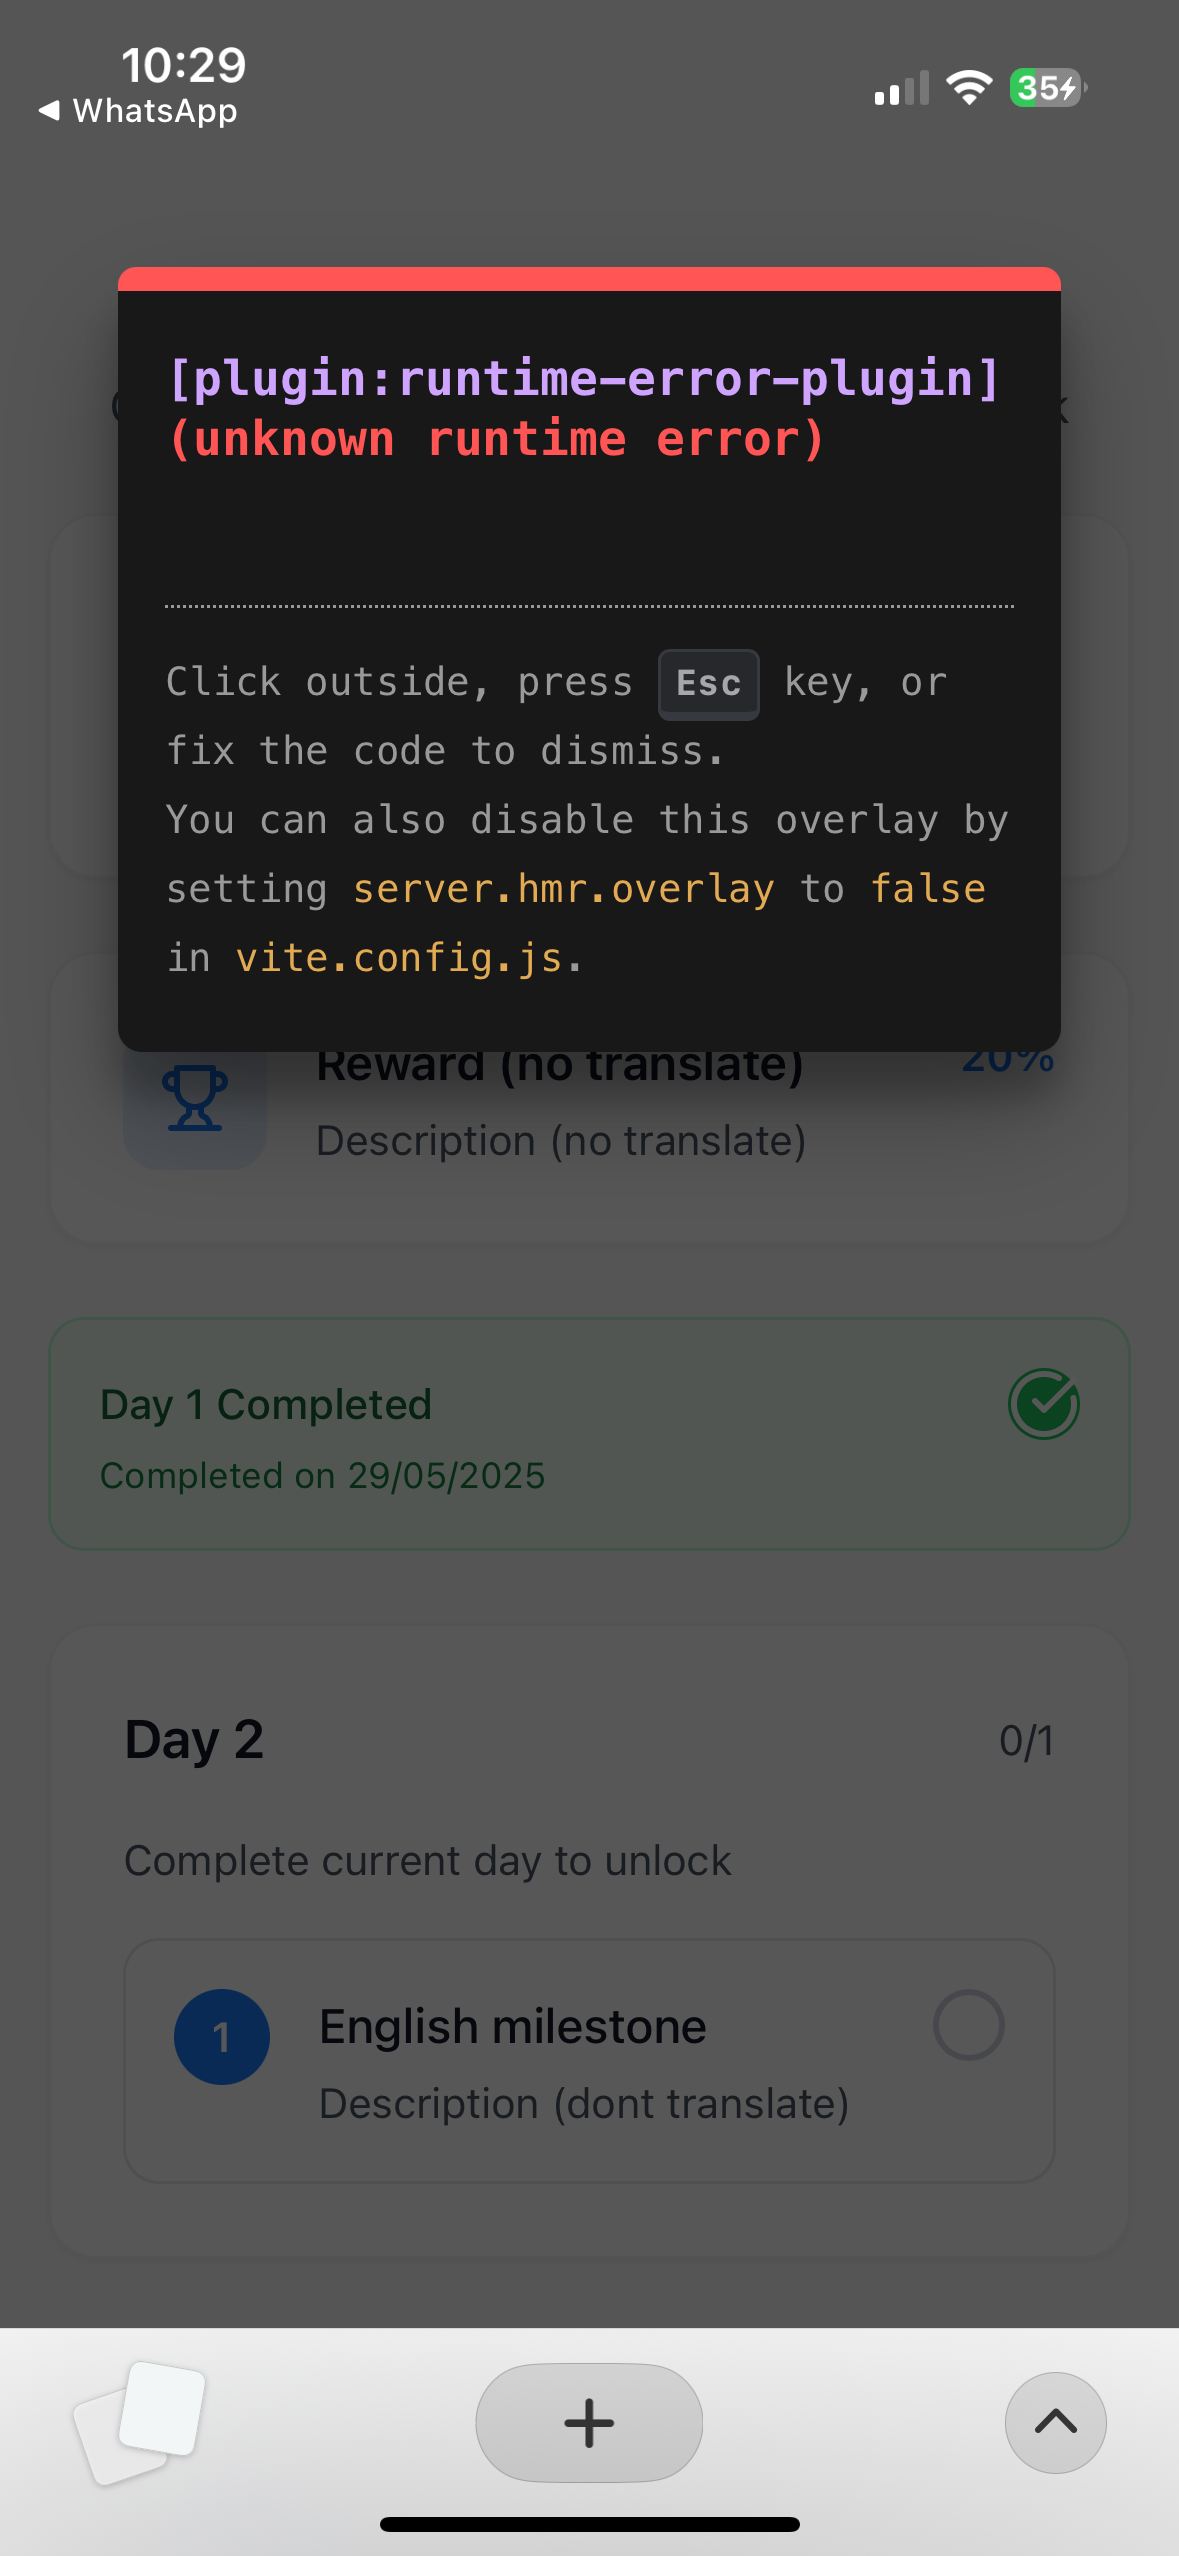 10:29
35
WhatsApp
[plugin:runtime-error-plugin]
(unknown runtime error)
Click outside, press Esc key, or
fix the code to dismiss.
You can also disable this overlay by
setting server.hmr.overlay to false
in vite.config.js.
Reward (no translate)
20%
Description (no translate)
Day 1 Completed
Completed on 29/05/2025
Day 2
0/1
Complete current day to unlock
1
English milestone
Description (dont translate)